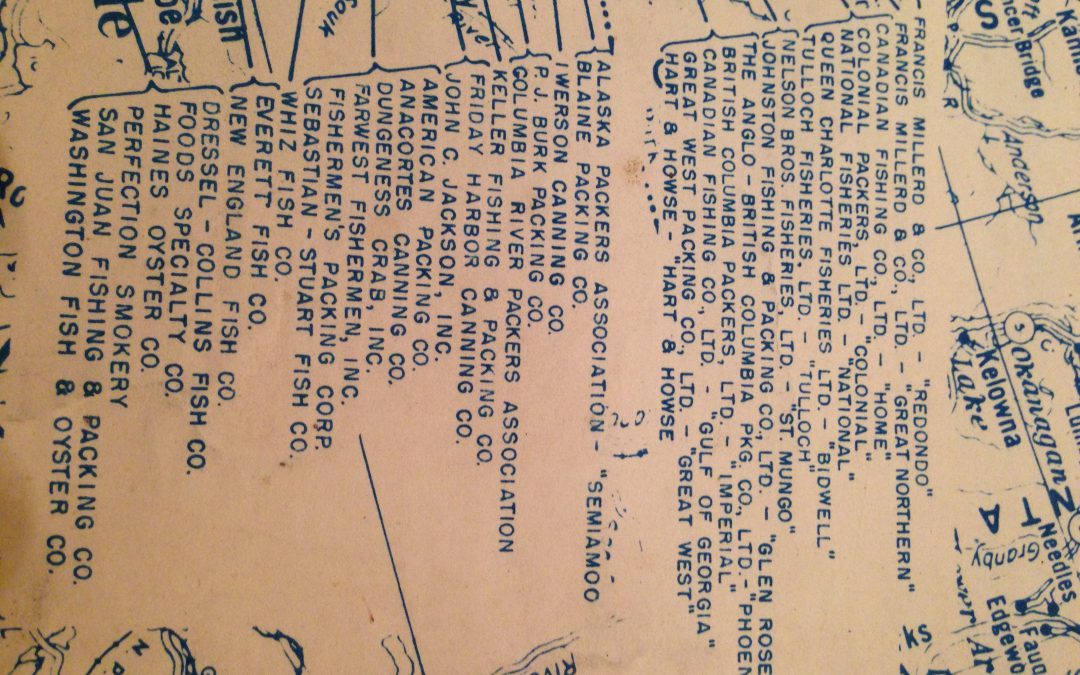 FRANCIS MILLERD & CO., LTD. - "REDONDO"
FRANCIS MILLERD & CO., LTD. - "GREAT NORTHERN"
CANADIAN FISHING CO., LTD. - "HOME"
COLONIAL PACKERS, LTD. - "COLONIAL"
NATIONAL FISHERIES LTD. - "NATIONAL"
QUEEN CHARLOTTE FISHERIES LTD. - "BIDWELL"
TULLOCH FISHERIES, LTD. - "TULLOCH"
NELSON BROS. FISHERIES, LTD. - "ST. MUNGO"
JOHNSTON FISHING & PACKING CO., LTD. - "GLEN ROSE
THE ANGLO-BRITISH COLUMBIA PKG. CO., LTD. - "PHOEN
BRITISH COLUMBIA PACKERS, LTD. - "IMPERIAL"
CANADIAN FISHING CO., LTD. - "GULF OF GEORGIA"
GREAT WEST PACKING CO., LTD. - "GREAT WEST"
HART & HOWSE - "HART & HOWSE
ALASKA PACKERS ASSOCIATION - "SEMIAMOO
BLAINE PACKING CO.
IWERSON CANNING CO.
P. J. BURK PACKING CO.
COLUMBIA RIVER PACKERS ASSOCIATION
KELLER FISHING & PACKING CO.
FRIDAY HARBOR CANNING CO.
JOHN C. JACKSON, INC.
AMERICAN PACKING CO.
ANACORTES CANNING CO.
DUNGENESS CRAB, INC.
FARWEST FISHERMEN, INC.
FISHERMEN'S PACKING CORP.
SEBASTIAN - STUART FISH CO.
WHIZ FISH CO.
EVERETT FISH CO.
NEW ENGLAND FISH CO.
DRESSEL - COLLINS FISH CO.
FOODS SPECIALTY CO.
HAINES OYSTER CO.
PERFECTION SMOKERY
SAN JUAN FISHING & PACKING CO.
WASHINGTON FISH & OYSTER CO.
Bridge
Anderson
Okanagan
Lake
Kelowna
Needles
Granby